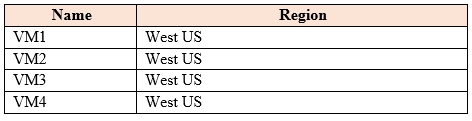 Name Region
VM1 West US
VM2 West US
VM3 West US
VM4 West US